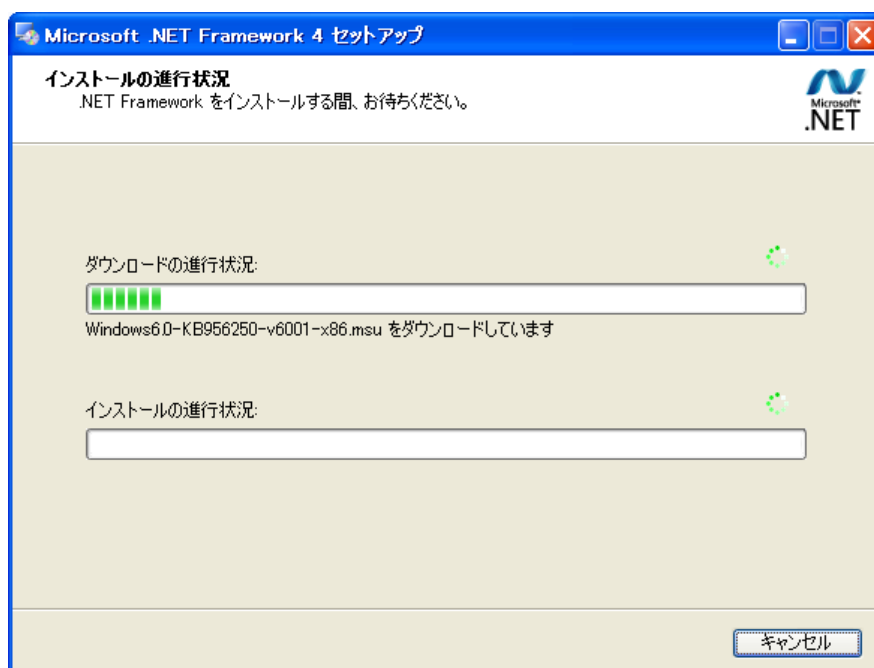 Microsoft .NET Framework 4 セットアップ
インストールの進行状況
.NET Framework をインストールする間、お待ちください。
Microsoft
.NET
ダウンロードの進行状況:
Windows6.0-KB956250-v6001-x86.msu をダウンロードしています
インストールの進行状況:
キャンセル